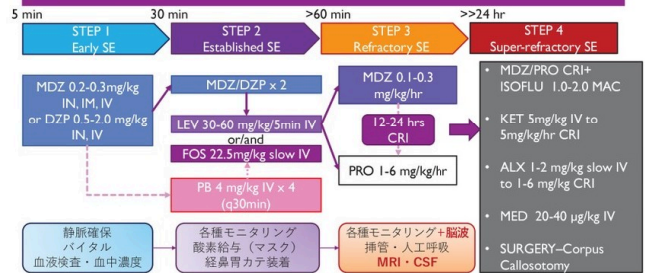 5 min
30 min
>60 min
>>24 hr
STEP 1
Early SE
STEP 2
Established SE
STEP 3
Refractory SE
STEP 4
Super-refractory SE
MDZ 0.2-0.3mg/kg
IN, IM, IV
or DZP 0.5-2.0 mg/kg
IN, IV
MDZ/DZP x 2
LEV 30-60 mg/kg/5min IV
or/and
FOS 22.5mg/kg slow IV
PB 4 mg/kg IV x 4
(q30min)
MDZ 0.1-0.3
mg/kg/hr
12-24 hrs
CRI
PRO 1-6 mg/kg/hr
• MDZ/PRO CRI+
ISOFLU 1.0-2.0 MAC
• KET 5mg/kg IV to
5mg/kg/hr CRI
• ALX 1-2 mg/kg slow IV
to 1-6 mg/kg CRI
• MED 20-40 μg/kg IV
• SURGERY–Corpus
Callosotomy
静脈確保
バイタル
血液検査・血中濃度
各種モニタリング
酸素給与（マスク）
経鼻胃カテ装着
各種モニタリング+脳波
挿管・人工呼吸
MRI・CSF